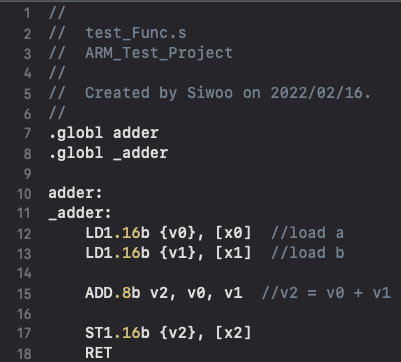 1 //
2 //  test_Func.s
3 //  ARM_Test_Project
4 //
5 //  Created by Siwoo on 2022/02/16.
6 //
7 .globl adder
8 .globl _adder
9
10 adder:
11 _adder:
12     LD1.16b {v0}, [x0]  //load a
13     LD1.16b {v1}, [x1]  //load b
14
15     ADD.8b v2, v0, v1  //v2 = v0 + v1
16
17     ST1.16b {v2}, [x2]
18     RET